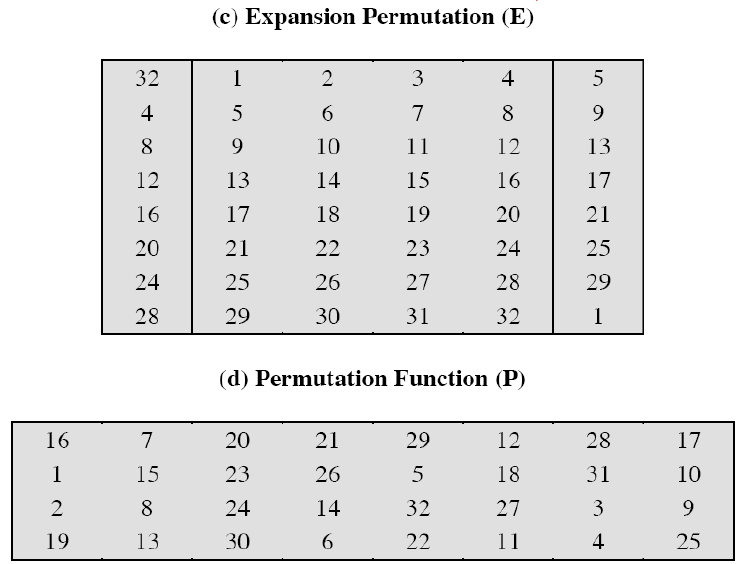 (c) Expansion Permutation (E)
32 1 2 3 4 5
4 5 6 7 8 9
8 9 10 11 12 13
12 13 14 15 16 17
16 17 18 19 20 21
20 21 22 23 24 25
24 25 26 27 28 29
28 29 30 31 32 1
(d) Permutation Function (P)
16 7 20 21 29 12 28 17
1 15 23 26 5 18 31 10
2 8 24 14 32 27 3 9
19 13 30 6 22 11 4 25